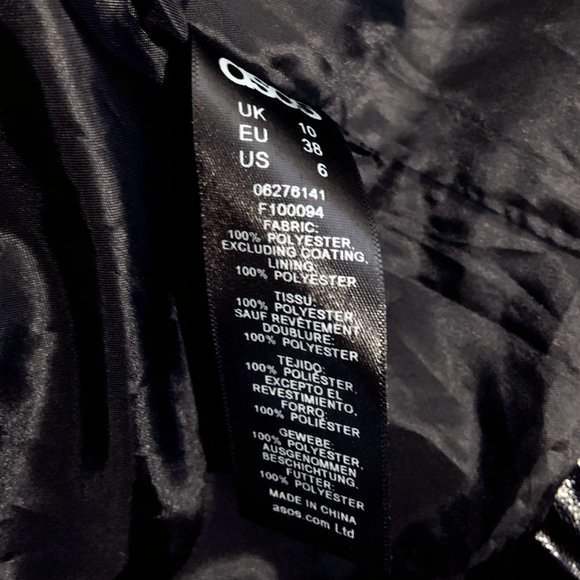 asos
UK 10
EU 38
US 6
06276141
F100094
FABRIC:
100% POLYESTER,
EXCLUDING COATING,
LINING:
100% POLYESTER
TISSU:
100% POLYESTER,
SAUF REVÊTEMENT
DOUBLURE:
100% POLYESTER
TEJIDO:
100% POLIÉSTER
EXCEPTO EL
REVESTIMIENTO.
FORRO:
100% POLIÉSTER
GEWEBE:
100% POLYESTER,
AUSGENOMMEN
BESCHICHTUNG.
FUTTER:
100% POLYESTER
MADE IN CHINA
asos.com Ltd